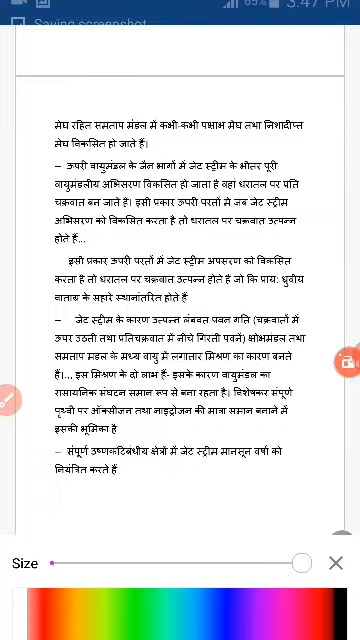 Saving screenshot
65% 3:47 PM
मेघ रहित समताप मंडल में कभी-कभी पक्षाभ मेघ तथा निशादीप्त
मेघ विकसित हो जाते हैं।
– ऊपरी वायुमंडल के जिन भागों में जेट स्ट्रीम के भीतर पूरी
वायुमंडलीय अभिसरण विकसित हो जाता है वहां धरातल पर प्रति
चक्रवात बन जाते है। इसी प्रकार ऊपरी परतों में जब जेट स्ट्रीम
अभिसरण को विकसित करता है तो धरातल पर चक्रवात उत्पन्न
होते हैं...
इसी प्रकार ऊपरी परतों में जेट स्ट्रीम अपसरण को विकसित
करता है तो धरातल पर चक्रवात उत्पन्न होते हैं जो कि प्राय: ध्रुवीय
वाताग्र के सहारे स्थानांतरित होते हैं
– जेट स्ट्रीम के कारण उत्पन्न लंबवत पवन गति (चक्रवातों में
ऊपर उठती तथा प्रतिचक्रवात में नीचे गिरती पवनें) क्षोभमंडल तथा
समताप मडल के मध्य वायु में लगातार मिश्रण का कारण बनते
हैं।... इस मिश्रण के दो लाभ हैं- इसके कारण वायुमंडल का
रासायनिक संघटन समान रूप से बना रहता है। विशेषकर संपूर्ण
पृथ्वी पर ऑक्सीजन तथा नाइट्रोजन की मात्रा समान बनाने में
इसकी भूमिका है
– संपूर्ण उष्णकटिबंधीय क्षेत्रों में जेट स्ट्रीम मानसून वर्षा को
नियंत्रित करते हैं
Size